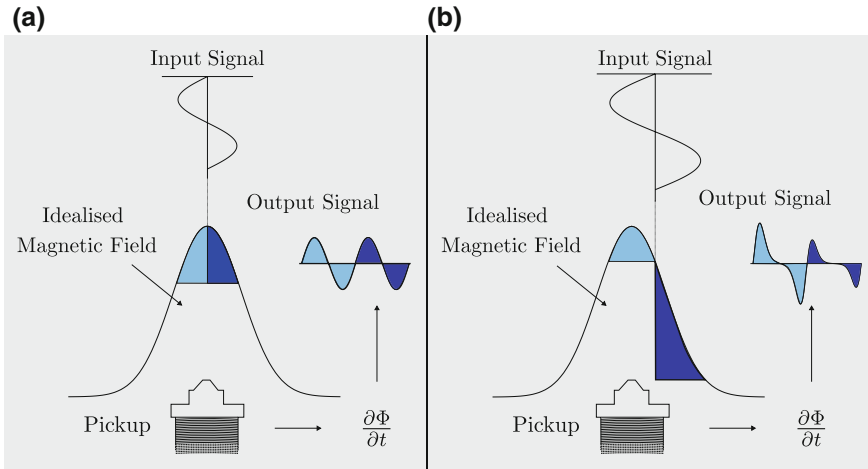 (a)
Input Signal
Output Signal
Idealised
Magnetic Field
Pickup
∂Φ
∂t
(b)
Input Signal
Output Signal
Idealised
Magnetic Field
Pickup
∂Φ
∂t